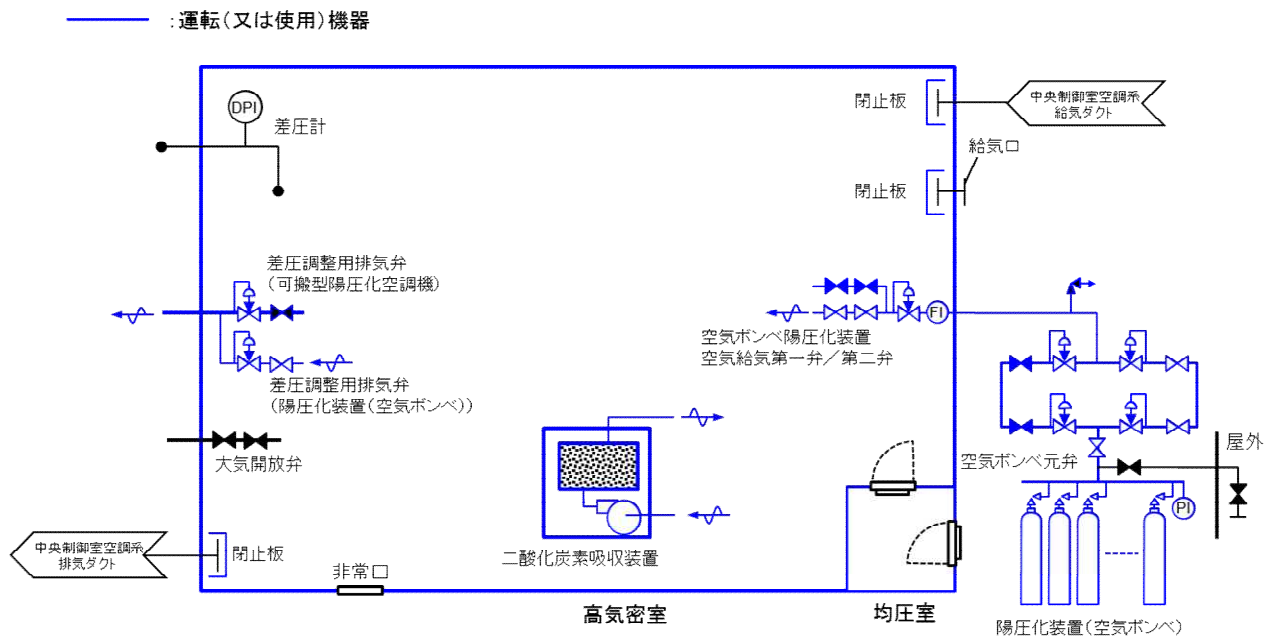 ：運転（又は使用）機器
DPI
差圧計
閉止板
中央制御室空調系
給気ダクト
給気口
閉止板
差圧調整用排気弁
（可搬型陽圧化空調機）
FI
空気ボンベ陽圧化装置
空気給気第一弁／第二弁
差圧調整用排気弁
（陽圧化装置（空気ボンベ））
大気開放弁
空気ボンベ元弁
屋外
PI
中央制御室空調系
排気ダクト
閉止板
二酸化炭素吸収装置
非常口
高気密室
均圧室
陽圧化装置（空気ボンベ）